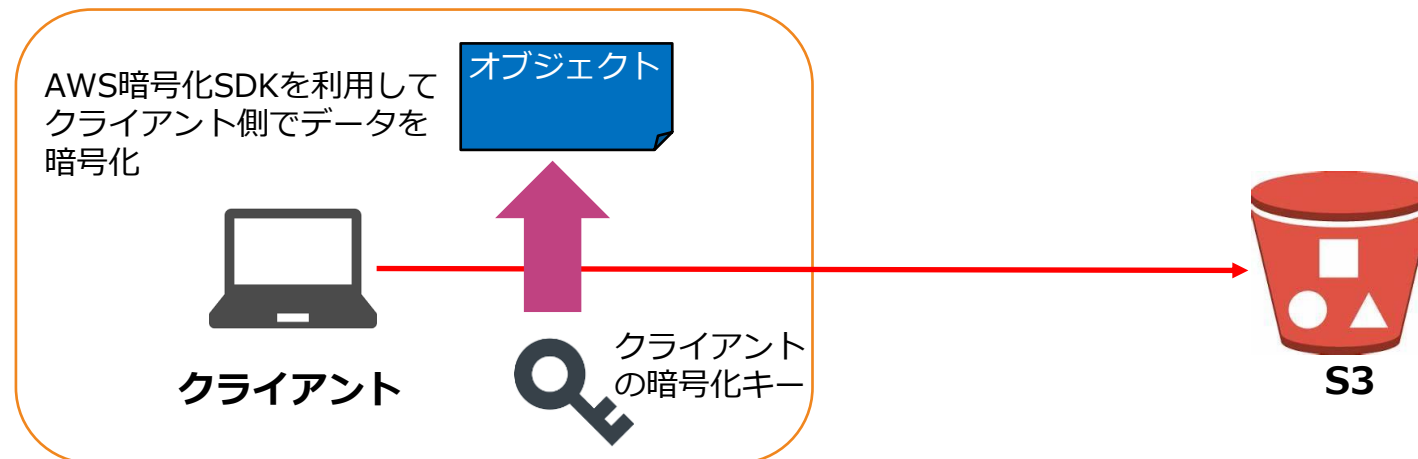 AWS暗号化SDKを利用して
クライアント側でデータを
暗号化
オブジェクト
クライアント
クライアント
の暗号化キー
S3